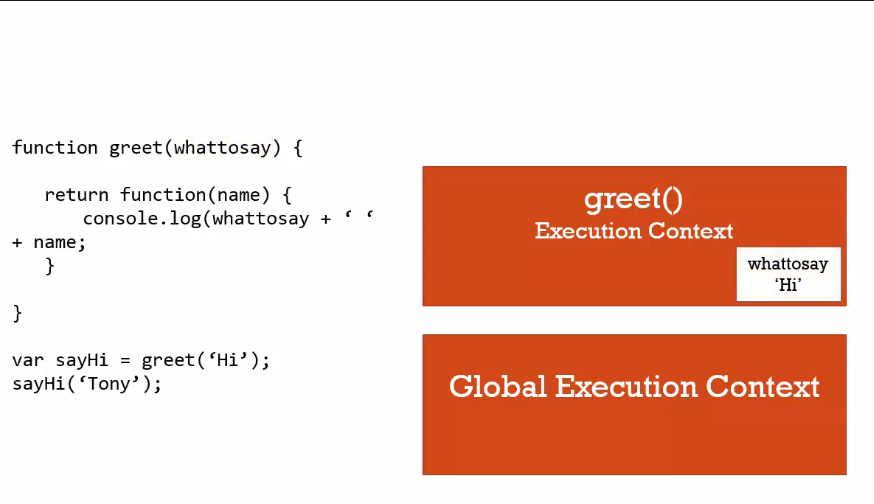 function greet(whattosay) {
return function(name) {
console.log(whattosay + ‘ ‘
+ name;
}
}
var sayHi = greet(‘Hi’);
sayHi(‘Tony’);
greet()
Execution Context
whattosay
‘Hi’
Global Execution Context